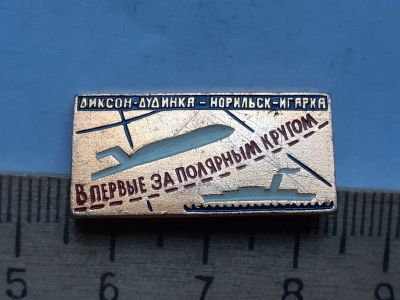 ДИКСОН-ДУДИНКА-НОРИЛЬСК-ИГАРКА
ВПЕРВЫЕ ЗА ПОЛЯРНЫМ КРУГОМ
5 6 7 8 9